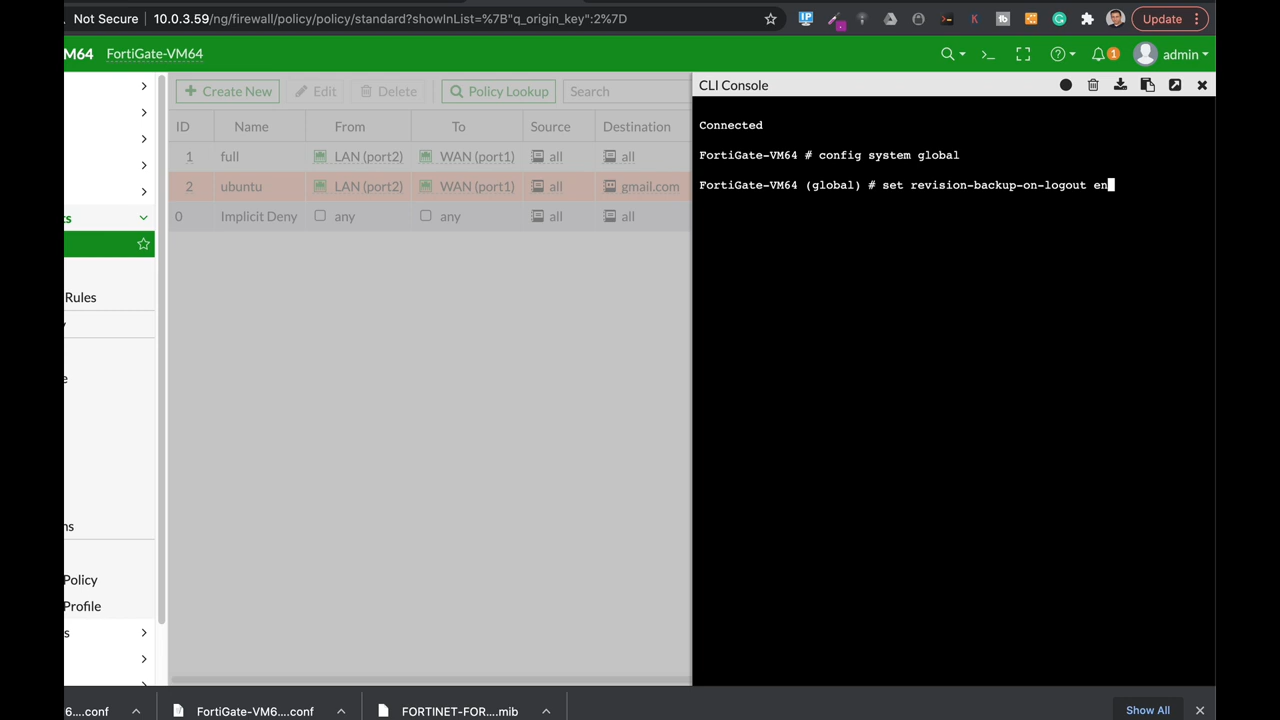 Not Secure 10.0.3.59/ng/firewall/policy/policy/standard?showInList=%7B"q_origin_key":2%7D
IP K fb Update
M64 FortiGate-VM64 1 admin
Create New Edit Delete Policy Lookup Search
CLI Console
ID Name From To Source Destination
1 full LAN (port2) WAN (port1) all all
2 ubuntu LAN (port2) WAN (port1) all gmail.com
0 Implicit Deny any any all all
Connected
FortiGate-VM64 # config system global
FortiGate-VM64 (global) # set revision-backup-on-logout en
s
Rules
y
e
ns
Policy
Profile
s
6....conf FortiGate-VM6....conf FORTINET-FOR....mib Show All